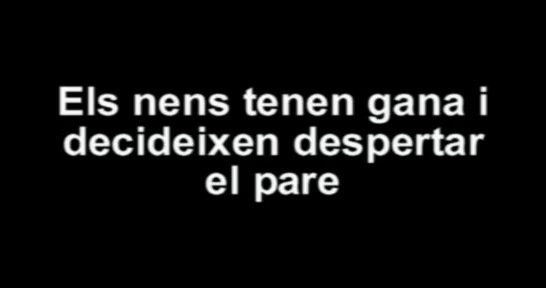 Els nens tenen gana i
decideixen despertar
el pare